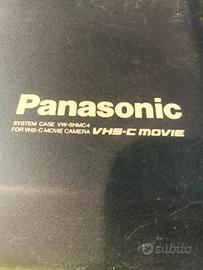 Panasonic
SYSTEM CASE VW-SHMC4
FOR VHS-C MOVIE CAMERA VHS-C MOVIE
subito